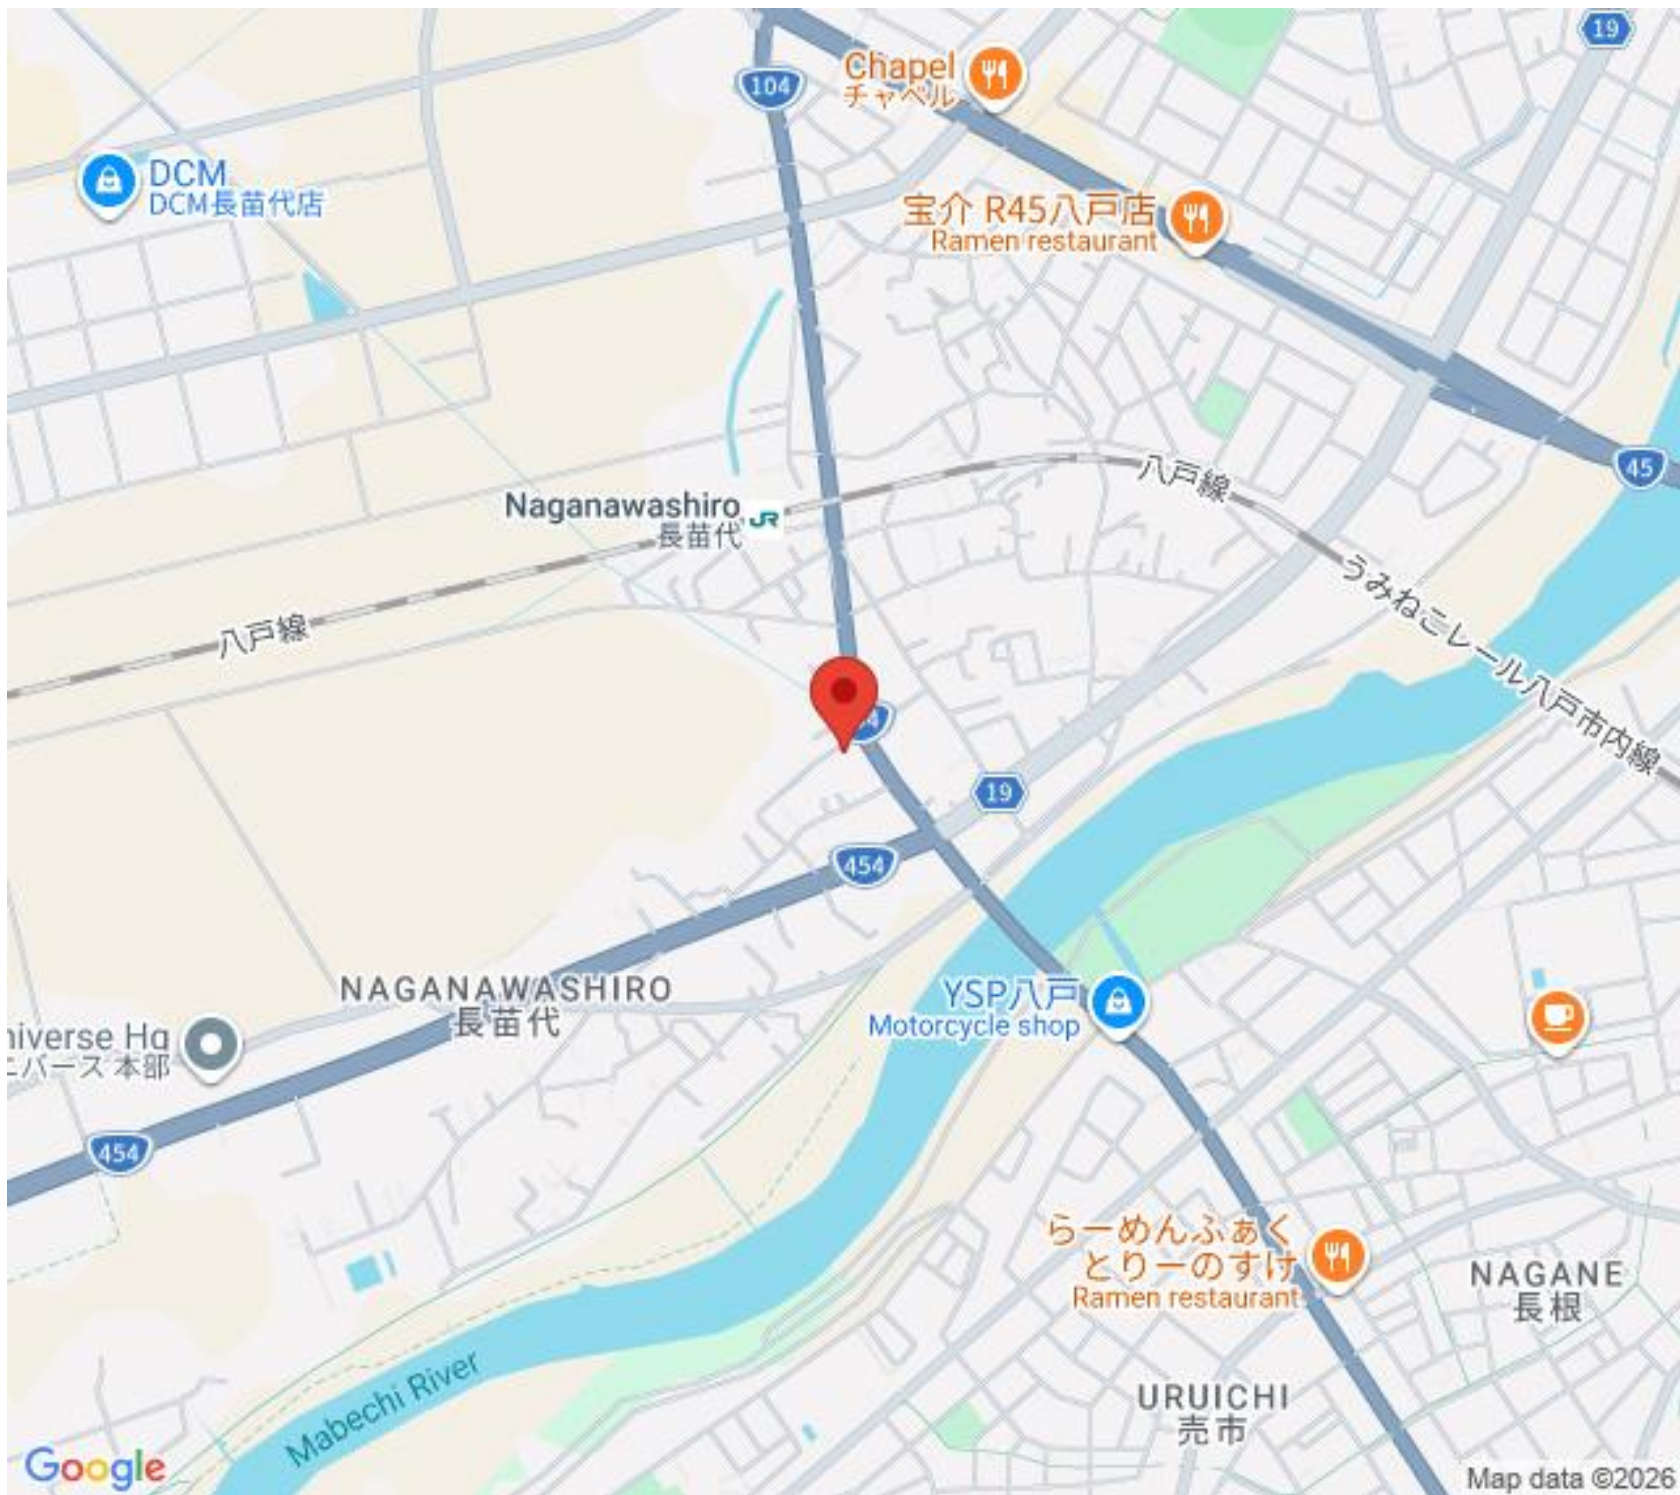 19
104
Chapel
チャペル
DCM
DCM長苗代店
宝介 R45八戸店
Ramen restaurant
45
八戸線
Naganawashiro
長苗代
JR
うみねこレール八戸市内線
八戸線
19
454
NAGANAWASHIRO
長苗代
YSP八戸
Motorcycle shop
niverse Hq
ニバース 本部
454
らーめんふぁく
とりーのすけ
Ramen restaurant
NAGANE
長根
Mabechi River
URUICHI
売市
Google
Map data ©2026